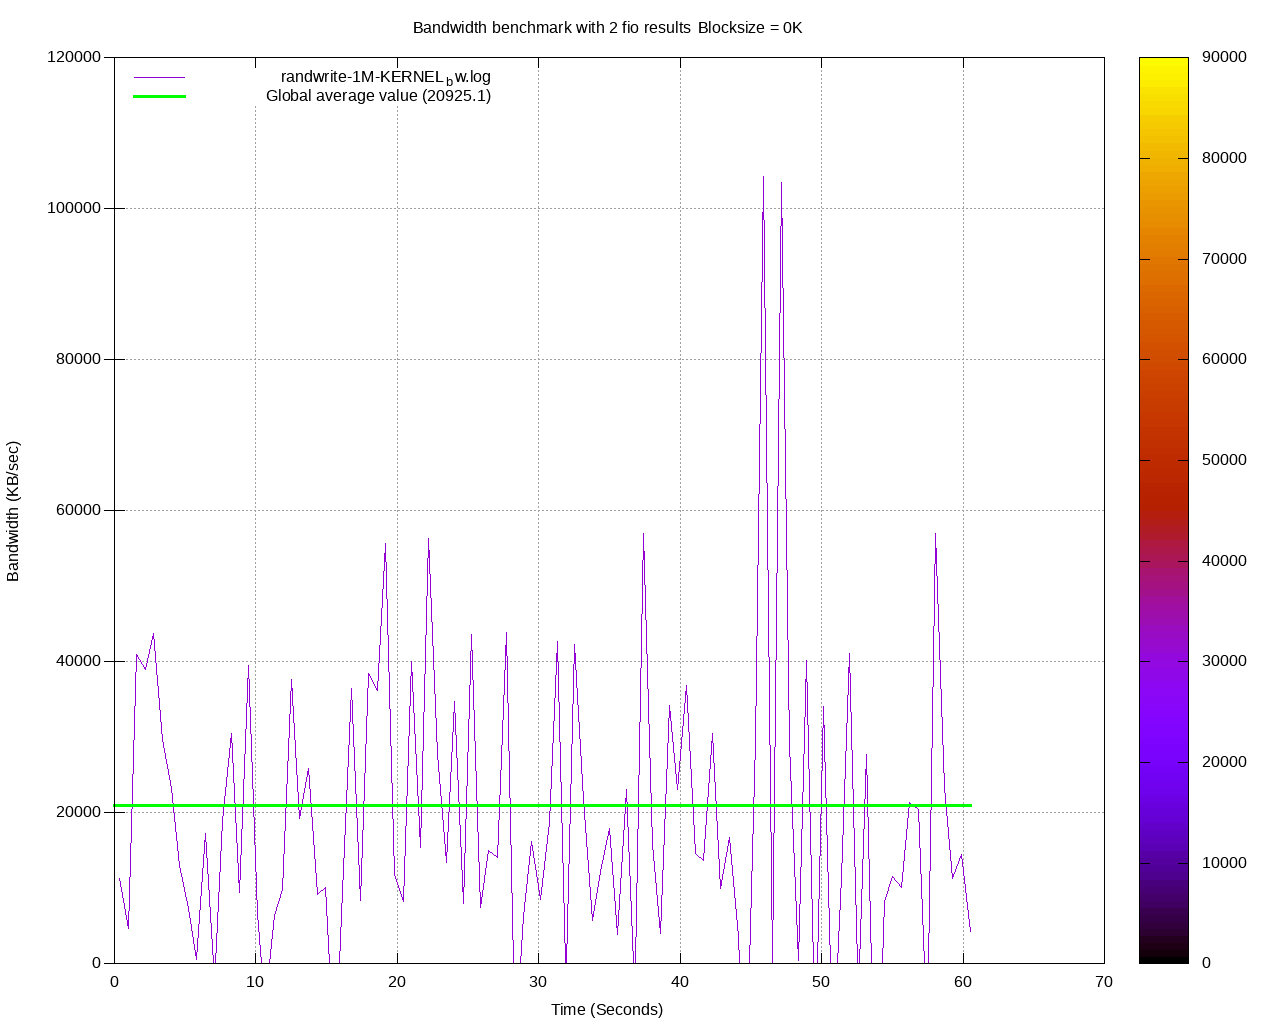 Bandwidth benchmark with 2 fio results Blocksize = 0K
randwrite-1M-KERNELbw.log
Global average value (20925.1)
120000
100000
80000
60000
40000
20000
0
Bandwidth (KB/sec)
0 10 20 30 40 50 60 70
Time (Seconds)
90000
80000
70000
60000
50000
40000
30000
20000
10000
0